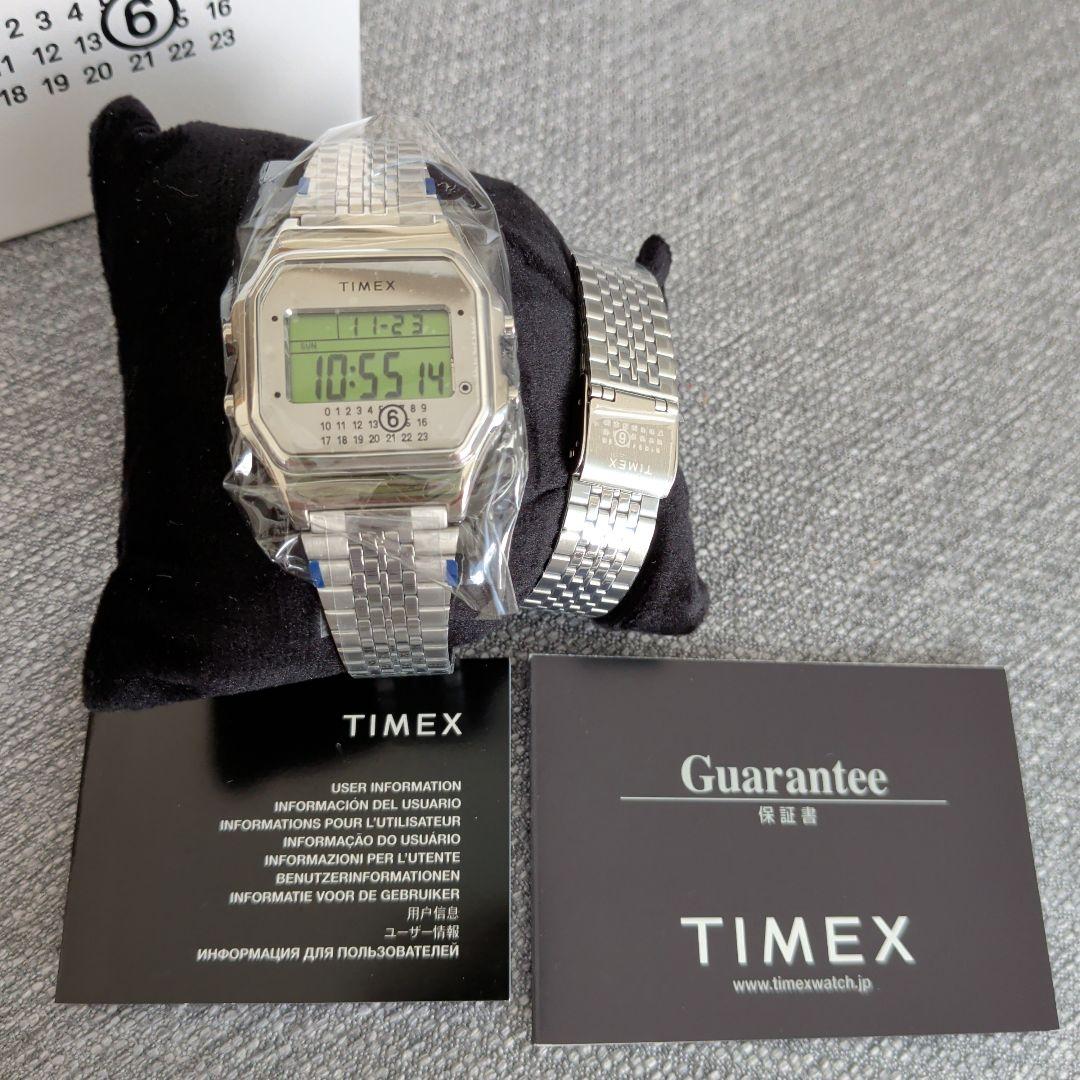 2 3 4 6 5 16
11 12 13 16
18 19 20 21 22 23
TIMEX
11-23
SUN
10:55 14
0 1 2 3 4 8 9
10 11 12 13 6 16
17 18 19 20 21 22 23
6
TIMEX
TIMEX
USER INFORMATION
INFORMACIÓN DEL USUARIO
INFORMATIONS POUR L'UTILISATEUR
INFORMAÇÃO DO USUÁRIO
INFORMAZIONI PER L'UTENTE
BENUTZERINFORMATIONEN
INFORMATIE VOOR DE GEBRUIKER
用户信息
ユーザー情報
ИНФОРМАЦИЯ ДЛЯ ПОЛЬЗОВАТЕЛЕЙ
Guarantee
保証書
TIMEX
www.timexwatch.jp